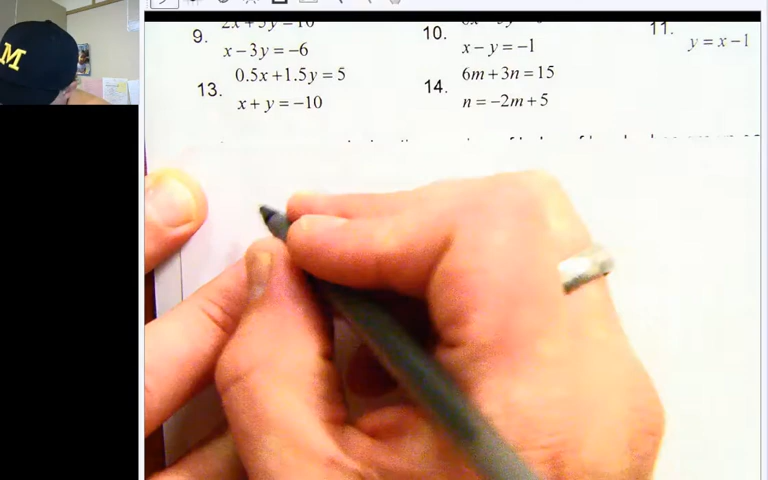 M
9.
x-3y=-6
10.
x-y=-1
11.
y=x-1
13.
0.5x+1.5y=5
x+y=-10
14.
6m+3n=15
n=-2m+5